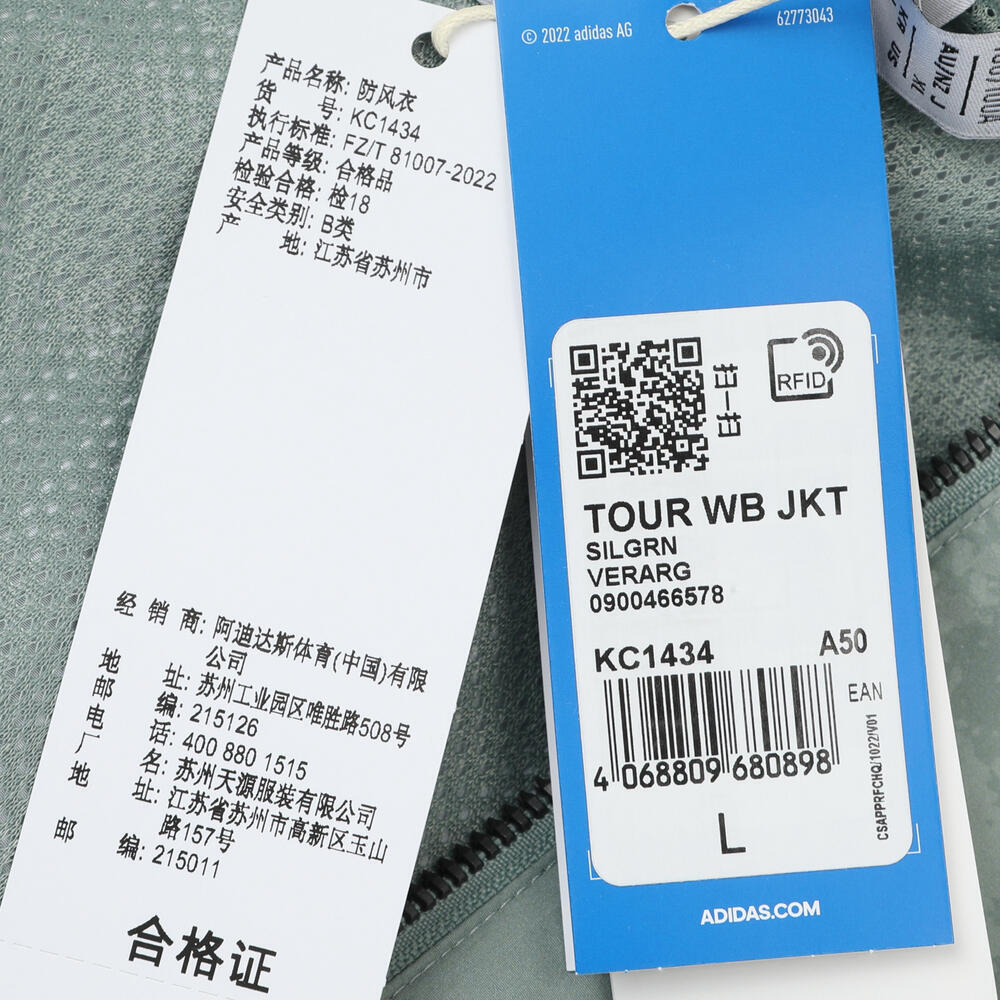 产品名称: 防风衣
货 号: KC1434
执行标准: FZ/T 81007-2022
产品等级: 合格品
检验合格: 检18
安全类别: B类
产 地: 江苏省苏州市
经 销 商: 阿迪达斯体育(中国)有限
公司
地 址: 苏州工业园区唯胜路508号
邮 编: 215126
电 话: 400 880 1515
厂 名: 苏州天源服装有限公司
地 址: 江苏省苏州市高新区玉山
路157号
邮 编: 215011
合格证
© 2022 adidas AG
62773043
扫一扫
RFID
TOUR WB JKT
SILGRN
VERARG
0900466578
KC1434
A50
EAN
4 068809 680898
CSAPPRFCHQ/1022/V01
L
ADIDAS.COM
KR
US
XL
AU/NZ
J